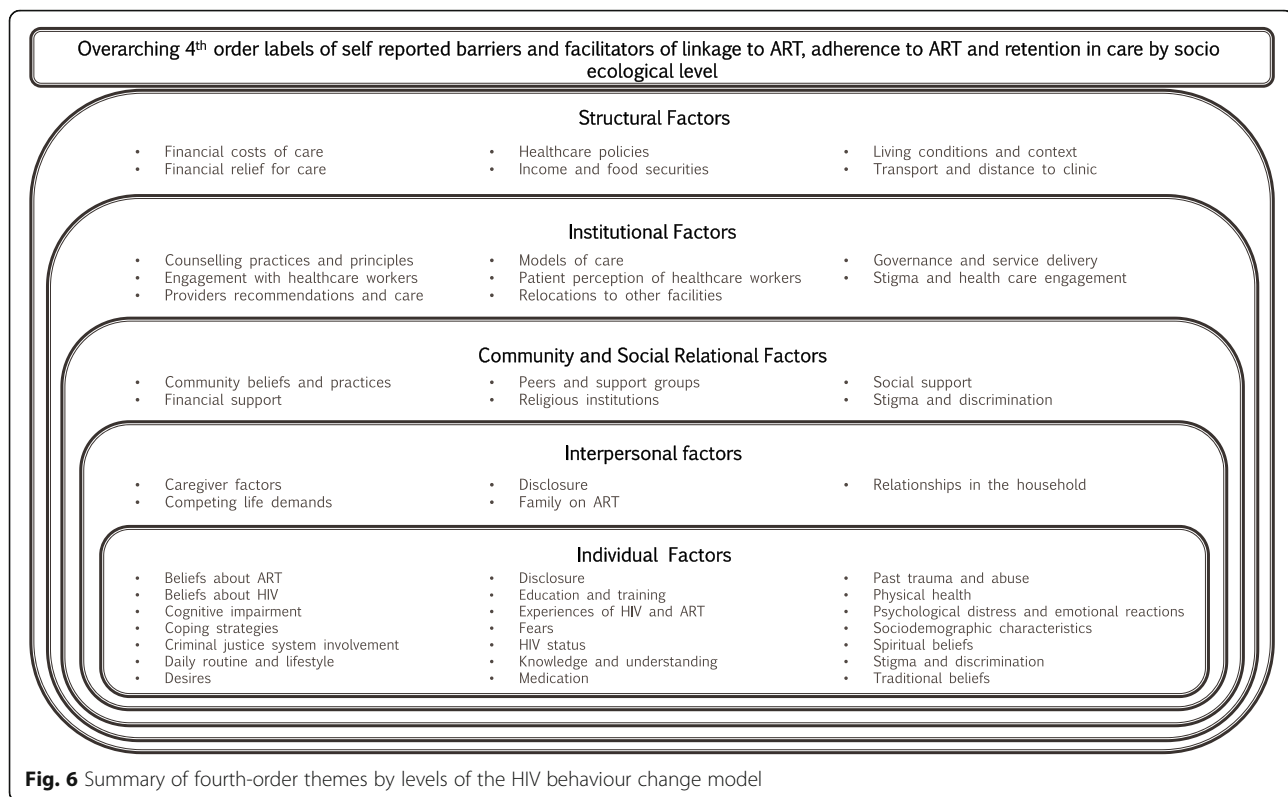 Overarching 4th order labels of self reported barriers and facilitators of linkage to ART, adherence to ART and retention in care by socio
ecological level
Structural Factors
• Financial costs of care
• Financial relief for care
• Healthcare policies
• Income and food securities
• Living conditions and context
• Transport and distance to clinic
Institutional Factors
• Counselling practices and principles
• Engagement with healthcare workers
• Providers recommendations and care
• Models of care
• Patient perception of healthcare workers
• Relocations to other facilities
• Governance and service delivery
• Stigma and health care engagement
Community and Social Relational Factors
• Community beliefs and practices
• Financial support
• Peers and support groups
• Religious institutions
• Social support
• Stigma and discrimination
Interpersonal factors
• Caregiver factors
• Competing life demands
• Disclosure
• Family on ART
• Relationships in the household
Individual Factors
• Beliefs about ART
• Beliefs about HIV
• Cognitive impairment
• Coping strategies
• Criminal justice system involvement
• Daily routine and lifestyle
• Desires
• Disclosure
• Education and training
• Experiences of HIV and ART
• Fears
• HIV status
• Knowledge and understanding
• Medication
• Past trauma and abuse
• Physical health
• Psychological distress and emotional reactions
• Sociodemographic characteristics
• Spiritual beliefs
• Stigma and discrimination
• Traditional beliefs
Fig. 6 Summary of fourth-order themes by levels of the HIV behaviour change model